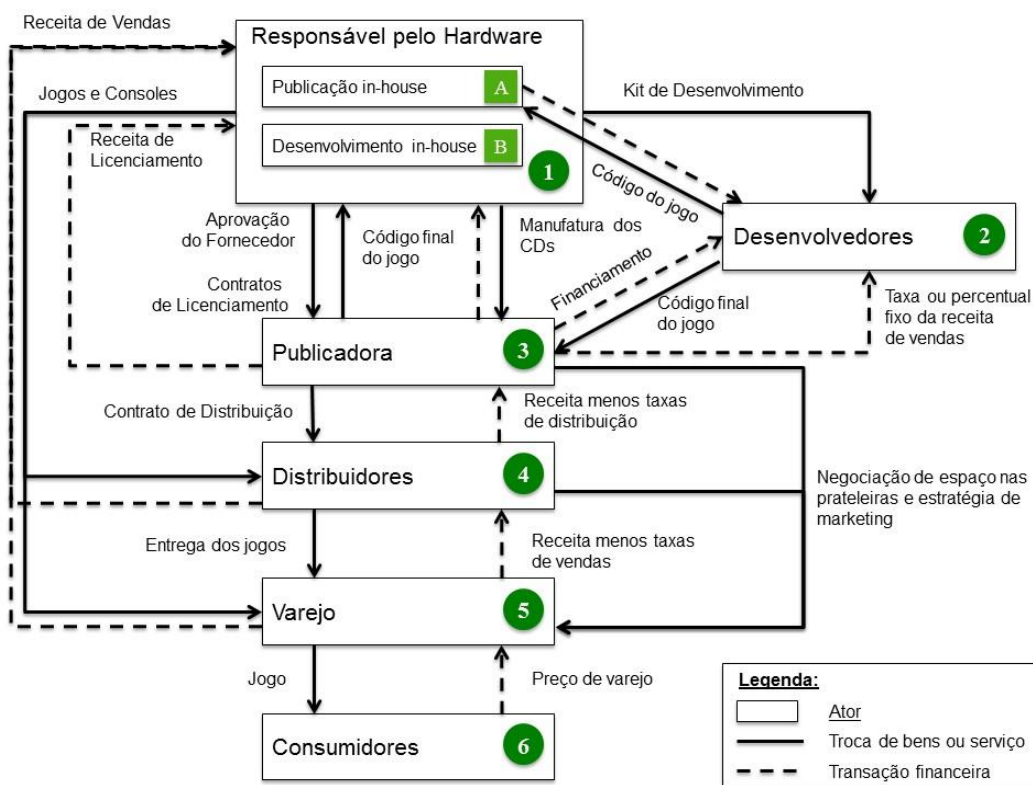 Receita de Vendas
Responsável pelo Hardware
Publicação in-house
A
Desenvolvimento in-house
B
1
Jogos e Consoles
Kit de Desenvolvimento
Receita de
Licenciamento
Código do jogo
Aprovação
do Fornecedor
Código final
do jogo
Manufatura dos
CDs
Desenvolvedores
2
Contratos
de Licenciamento
Financiamento
Código final
do jogo
Taxa ou percentual
fixo da receita
de vendas
Publicadora
3
Contrato de Distribuição
Receita menos taxas
de distribuição
Distribuidores
4
Negociação de espaço nas
prateleiras e estratégia de
marketing
Entrega dos jogos
Receita menos taxas
de vendas
Varejo
5
Jogo
Preço de varejo
Consumidores
6
Legenda:
Ator
Troca de bens ou serviço
Transação financeira